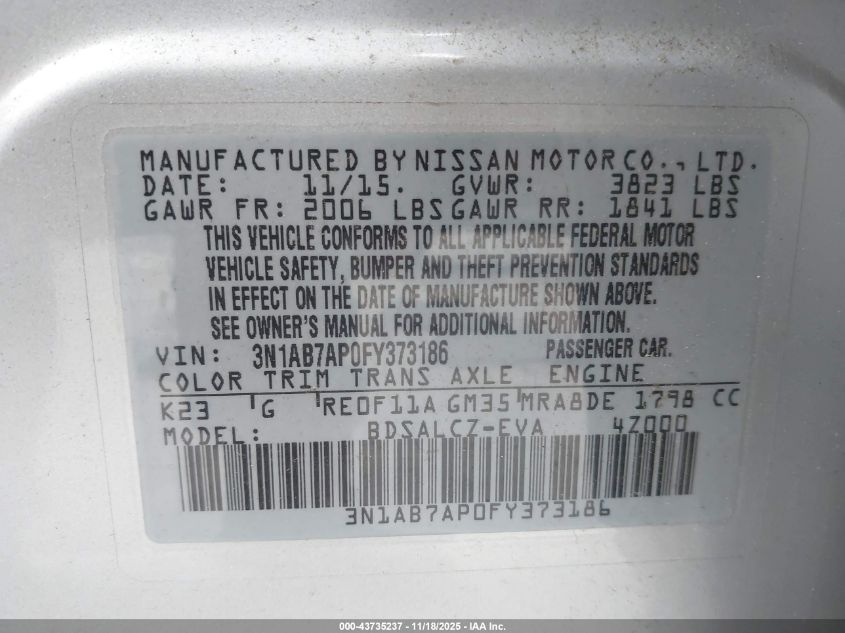 MANUFACTURED BY NISSAN MOTOR CO., LTD.
DATE: 11/15. GVWR: 3823 LBS
GAWR FR: 2006 LBS GAWR RR: 1841 LBS
THIS VEHICLE CONFORMS TO ALL APPLICABLE FEDERAL MOTOR
VEHICLE SAFETY, BUMPER AND THEFT PREVENTION STANDARDS
IN EFFECT ON THE DATE OF MANUFACTURE SHOWN ABOVE.
SEE OWNER'S MANUAL FOR ADDITIONAL INFORMATION.
VIN: 3N1AB7AP0FY373186 PASSENGER CAR.
COLOR TRIM TRANS AXLE ENGINE
K23 G RE0F11A GM35 MRA8DE 1798 CC
MODEL: BDSALCZ-EVA 4Z000
3N1AB7AP0FY373186
000-43735237 - 11/18/2025 - IAA Inc.